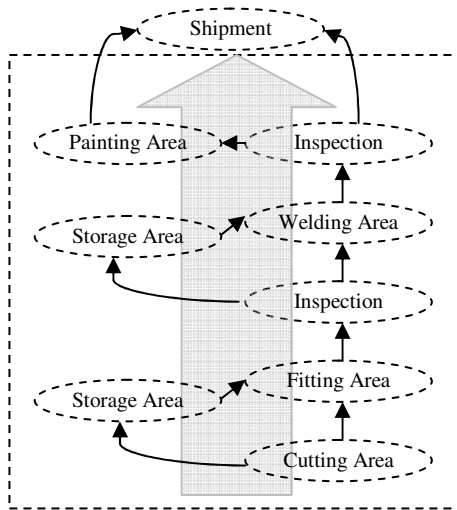 Shipment
Painting Area
Inspection
Storage Area
Welding Area
Inspection
Storage Area
Fitting Area
Cutting Area